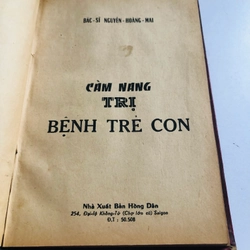 BÁC-SĨ NGUYỄN-HOÀNG-MAI
CẨM NANG
TRỊ
BỆNH TRẺ CON
Nhà Xuất Bản Hồng Dân
254, Đại-lộ Khổng-Tử (Chợ lớn cũ) Saigon
Đ.T : 50.508